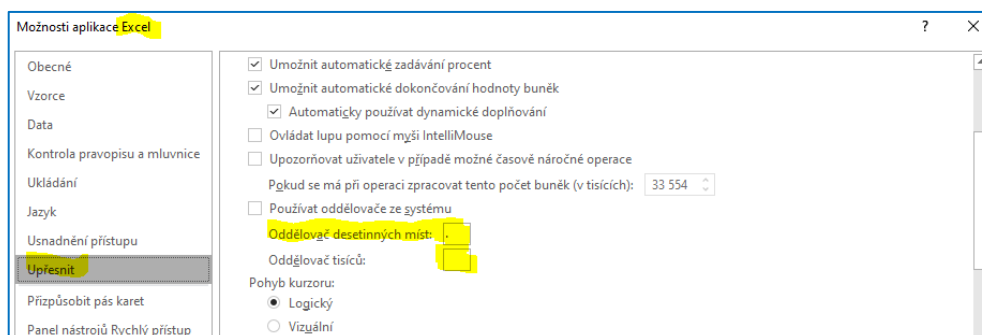 Možnosti aplikace Excel
?
Obecné
Vzorce
Data
Kontrola pravopisu a mluvnice
Ukládání
Jazyk
Usnadnění přístupu
Upřesnit
Přizpůsobit pás karet
Panel nástrojů Rychlý přístup
Umožnit automatické zadávání procent
Umožnit automatické dokončování hodnoty buněk
Automaticky používat dynamické doplňování
Ovládat lupu pomocí myši IntelliMouse
Upozorňovat uživatele v případě možné časově náročné operace
Pokud se má při operaci zpracovat tento počet buněk (v tisících): 33 554
Používat oddělovače ze systému
Oddělovač desetinných míst: .
Oddělovač tisíců:
Pohyb kurzoru:
Logický
Vizuální